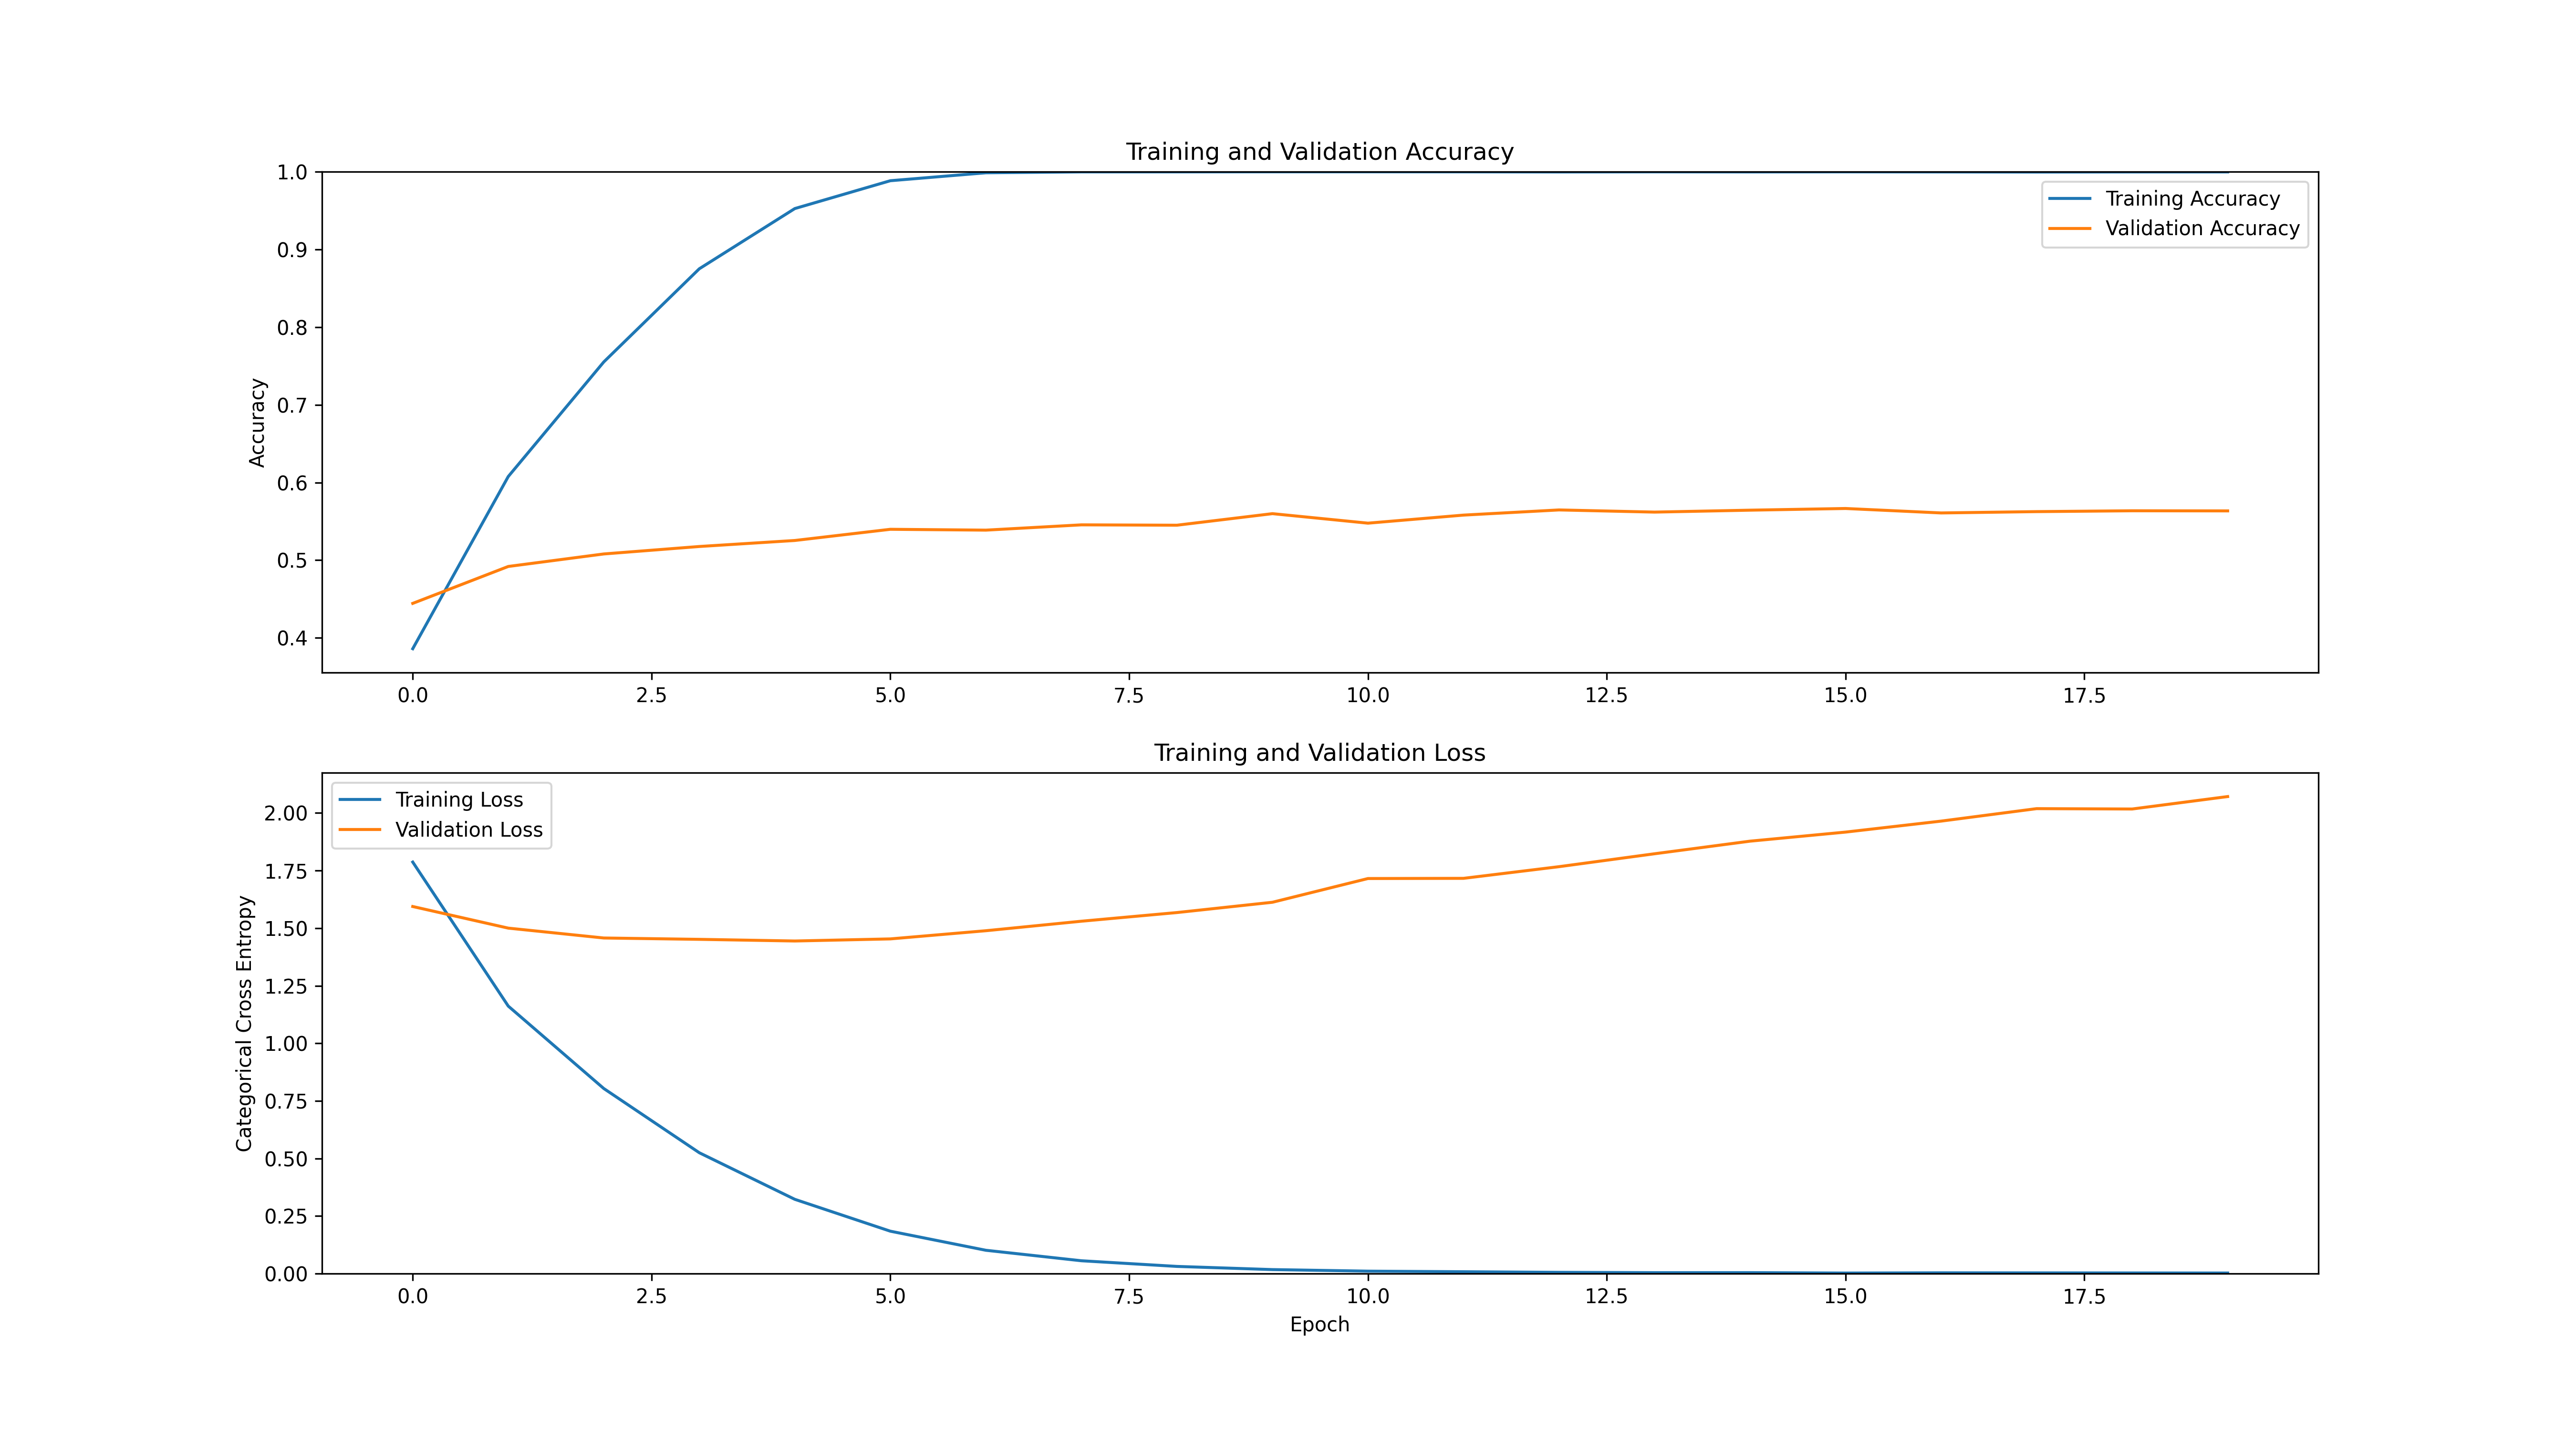 Training and Validation Accuracy
1.0
0.9
0.8
0.7
0.6
0.5
0.4
Accuracy
Training Accuracy
Validation Accuracy
0.0 2.5 5.0 7.5 10.0 12.5 15.0 17.5
Training and Validation Loss
2.00
1.75
1.50
1.25
1.00
0.75
0.50
0.25
0.00
Categorical Cross Entropy
Training Loss
Validation Loss
0.0 2.5 5.0 7.5 10.0 12.5 15.0 17.5
Epoch